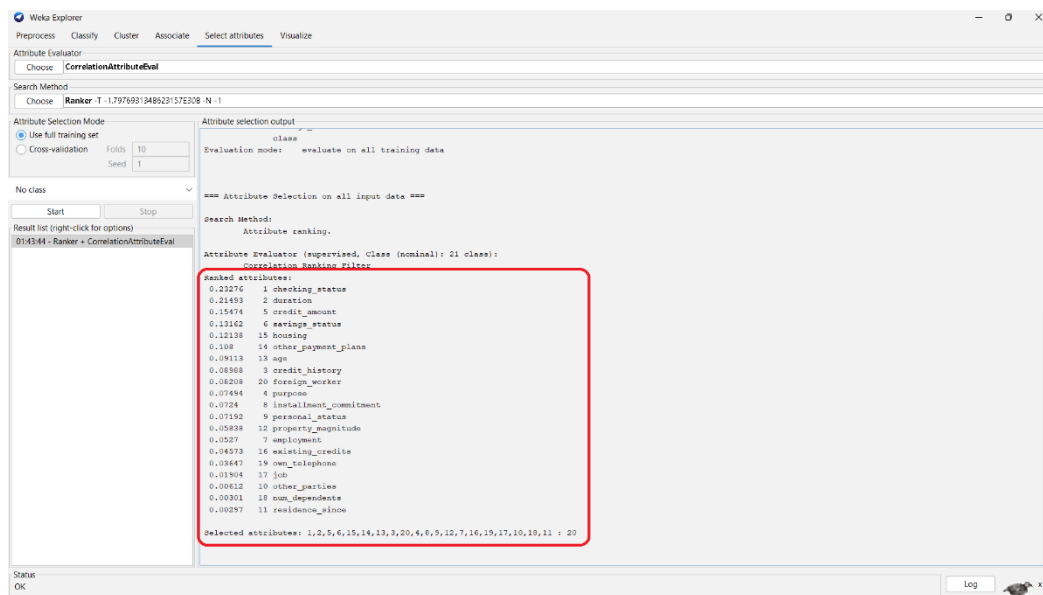 Weka Explorer
Preprocess Classify Cluster Associate Select attributes Visualize
Attribute Evaluator
Choose CorrelationAttributeEval
Search Method
Choose Ranker -T -1.7976931348623157E308 -N -1
Attribute Selection Mode
Use full training set
Cross-validation Folds 10
Seed 1
No class
Start Stop
Result list (right-click for options)
01:43:44 - Ranker + CorrelationAttributeEval
Attribute selection output
class
Evaluation mode: evaluate on all training data
=== Attribute Selection on all input data ===
Search Method:
Attribute ranking.
Attribute Evaluator (supervised, Class (nominal): 21 class):
Correlation Ranking Filter
Ranked attributes:
0.23276 1 checking_status
0.21493 2 duration
0.15474 5 credit_amount
0.13162 6 savings_status
0.12138 15 housing
0.108 14 other_payment_plans
0.09113 13 age
0.08988 3 credit_history
0.08208 20 foreign_worker
0.07494 4 purpose
0.0724 8 installment_commitment
0.07192 9 personal_status
0.05838 12 property_magnitude
0.0527 7 employment
0.04573 16 existing_credits
0.03647 19 own_telephone
0.01904 17 job
0.00612 10 other_parties
0.00301 18 num_dependents
0.00297 11 residence_since
Selected attributes: 1,2,5,6,15,14,13,3,20,4,8,9,12,7,16,19,17,10,18,11 : 20
Status
OK
Log
x